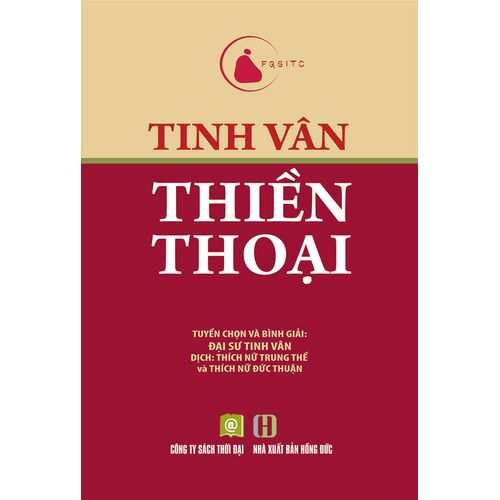 FGSITC
TINH VÂN
THIỀN
THOẠI
TUYỂN CHỌN VÀ BÌNH GIẢI:
ĐẠI SƯ TINH VÂN
DỊCH: THÍCH NỮ TRUNG THỂ
và THÍCH NỮ ĐỨC THUẬN
@ H
CÔNG TY SÁCH THỜI ĐẠI NHÀ XUẤT BẢN HỒNG ĐỨC